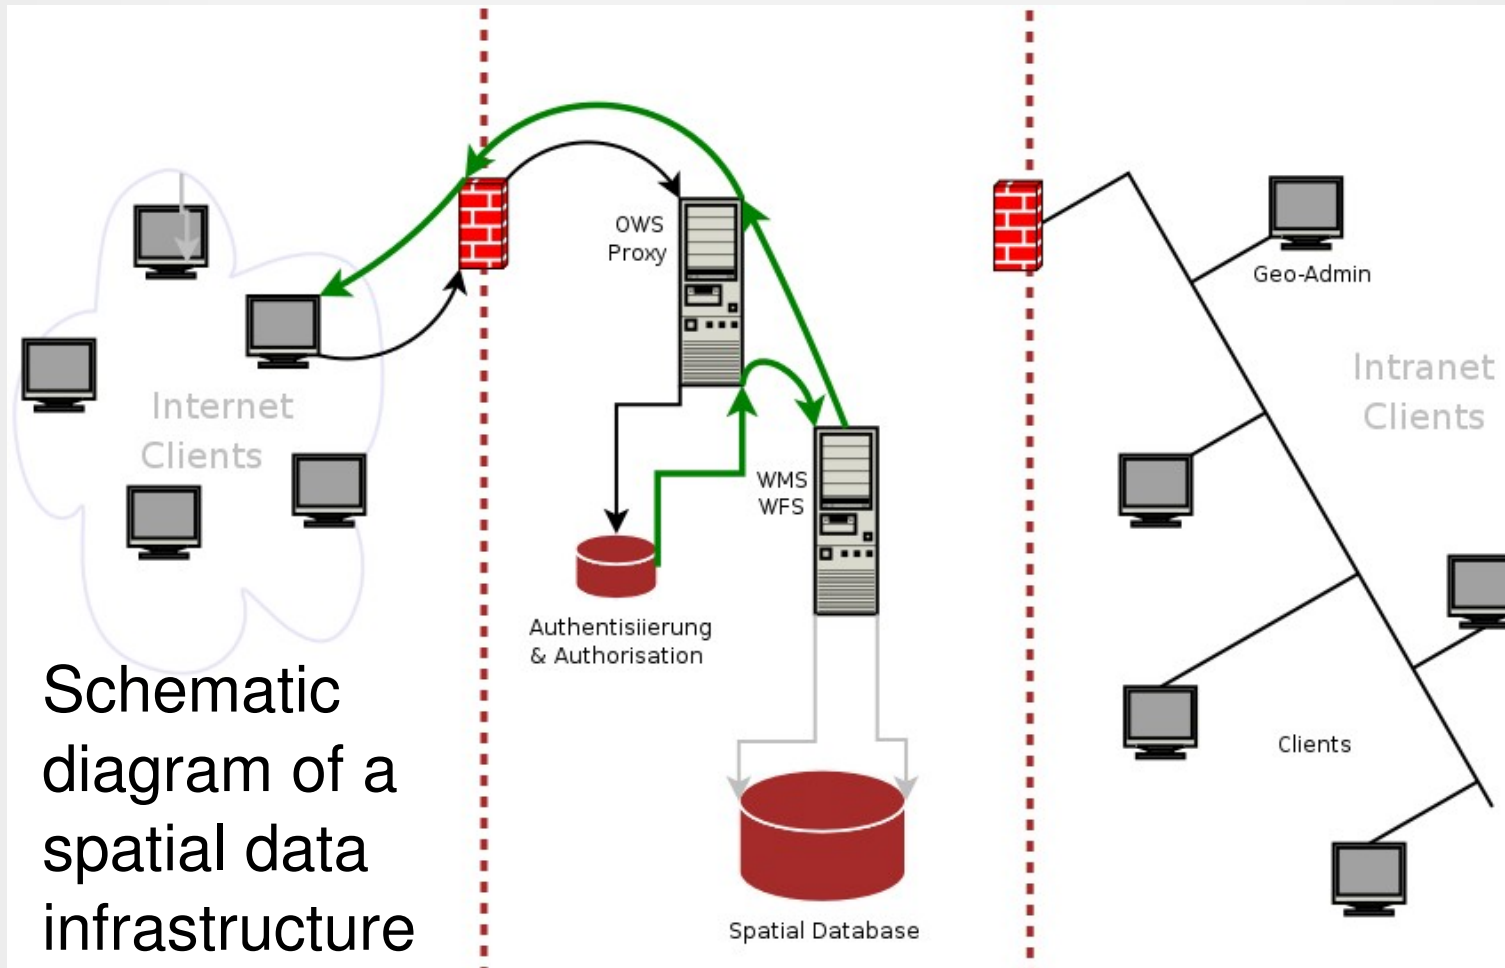 OWS
Proxy
Geo-Admin
Intranet
Clients
Internet
Clients
WMS
WFS
Authentisiierung
& Authorisation
Schematic
diagram of a
spatial data
infrastructure
Clients
Spatial Database